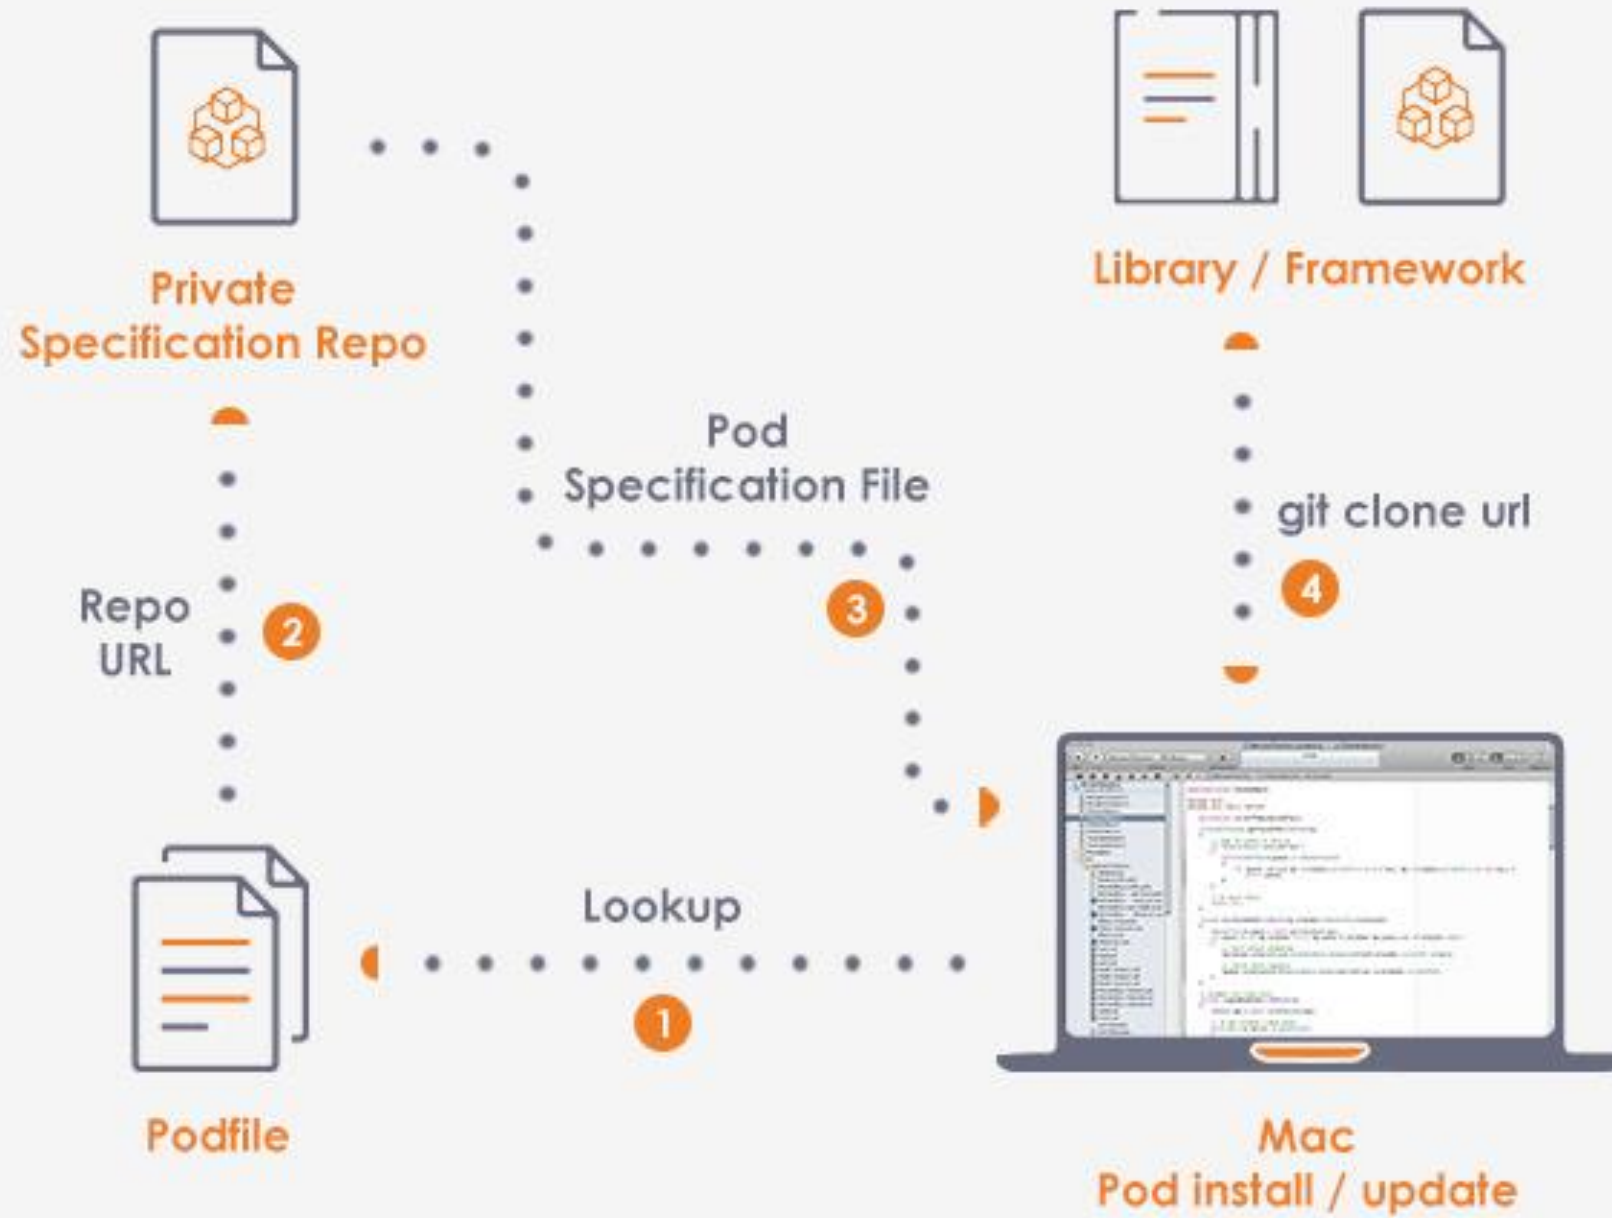 Private
Specification Repo
Library / Framework
Pod
Specification File
git clone url
4
3
Repo
URL
2
Lookup
1
Podfile
Mac
Pod install / update